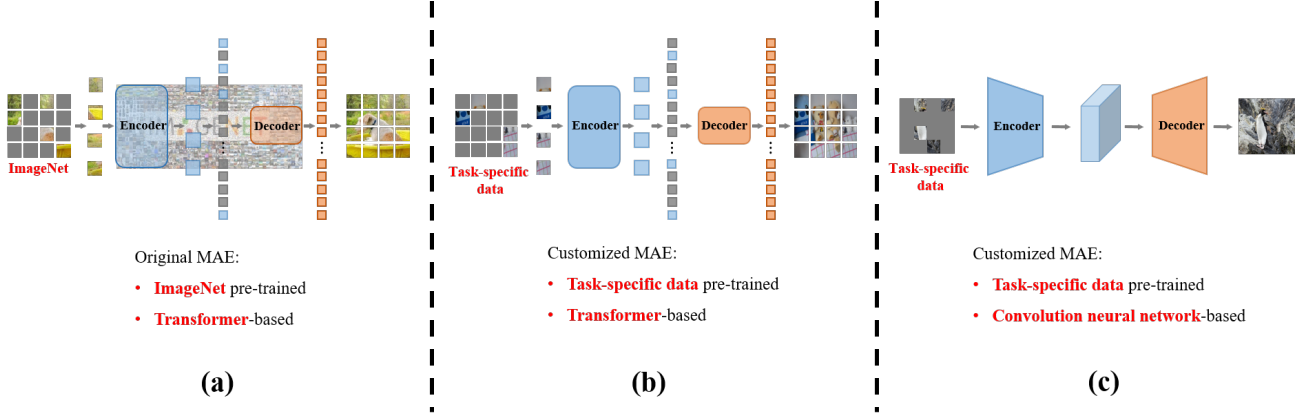 Encoder
Decoder
ImageNet
Original MAE:
• ImageNet pre-trained
• Transformer-based
(a)
Encoder
Decoder
Task-specific
data
Customized MAE:
• Task-specific data pre-trained
• Transformer-based
(b)
Encoder
Decoder
Task-specific
data
Customized MAE:
• Task-specific data pre-trained
• Convolution neural network-based
(c)